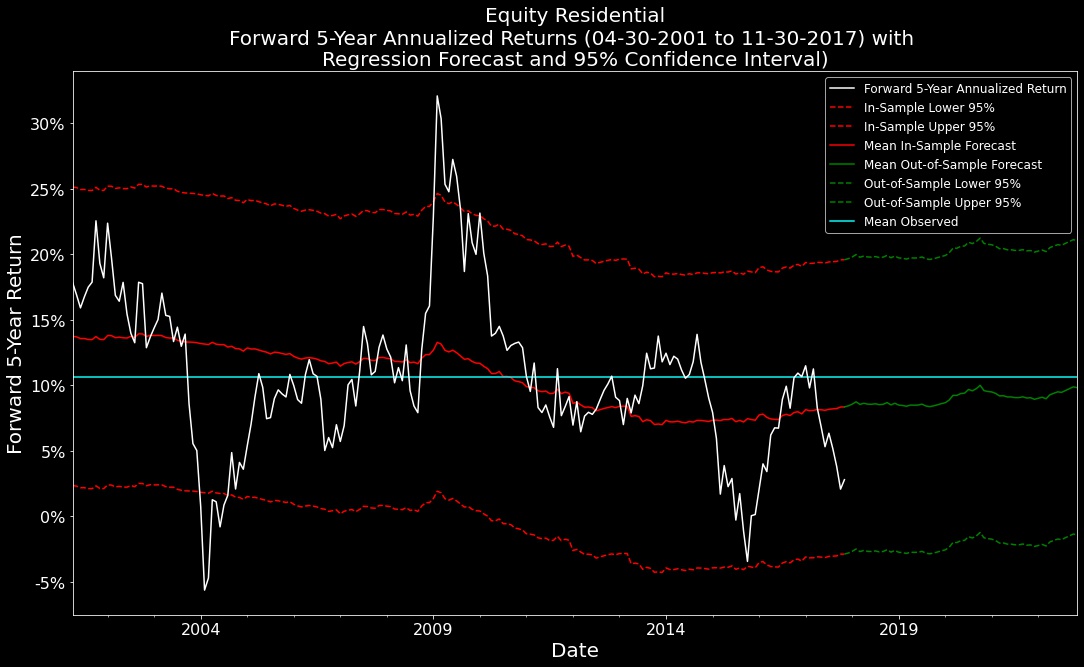 Equity Residential
Forward 5-Year Annualized Returns (04-30-2001 to 11-30-2017) with
Regression Forecast and 95% Confidence Interval)
Forward 5-Year Annualized Return
In-Sample Lower 95%
In-Sample Upper 95%
Mean In-Sample Forecast
Mean Out-of-Sample Forecast
Out-of-Sample Lower 95%
Out-of-Sample Upper 95%
Mean Observed
Forward 5-Year Return
30%
25%
20%
15%
10%
5%
0%
-5%
2004
2009
2014
2019
Date